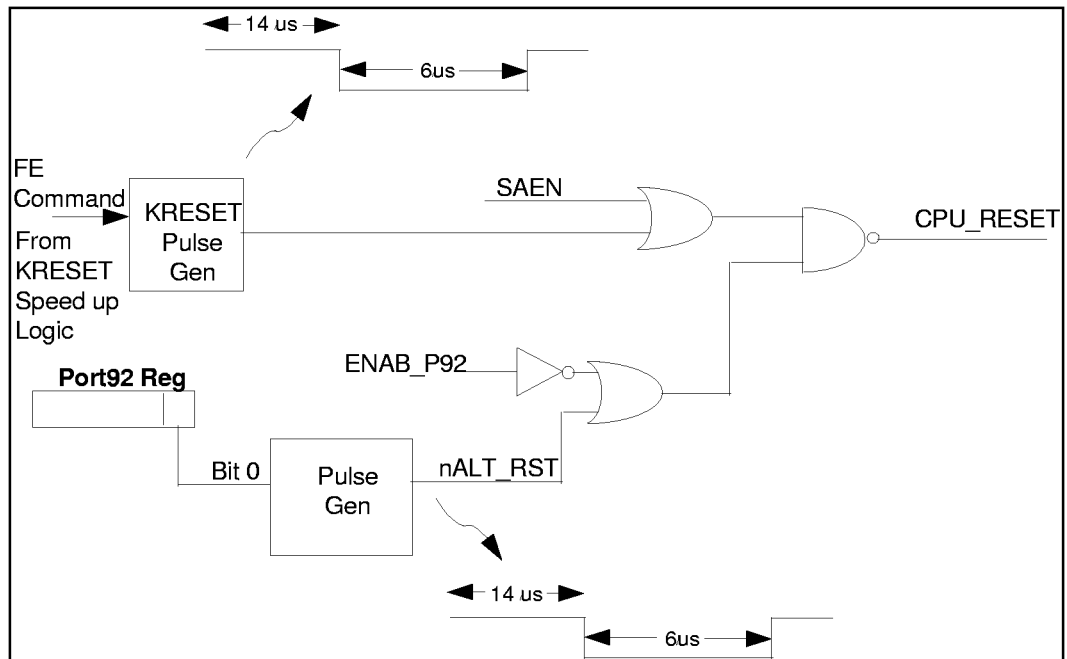 14 us
6us
FE
Command
From
KRESET
Speed up
Logic
KRESET
Pulse
Gen
SAEN
CPU_RESET
ENAB_P92
Port92 Reg
Bit 0
Pulse
Gen
nALT_RST
14 us
6us